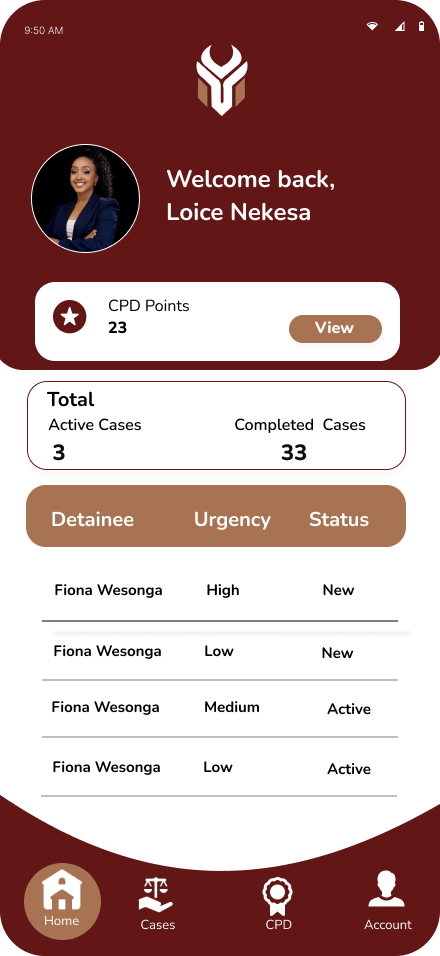 9:50 AM
Welcome back,
Loice Nekesa
CPD Points
23
View
Total
Active Cases Completed Cases
3 33
Detainee Urgency Status
Fiona Wesonga High New
Fiona Wesonga Low New
Fiona Wesonga Medium Active
Fiona Wesonga Low Active
Home Cases CPD Account